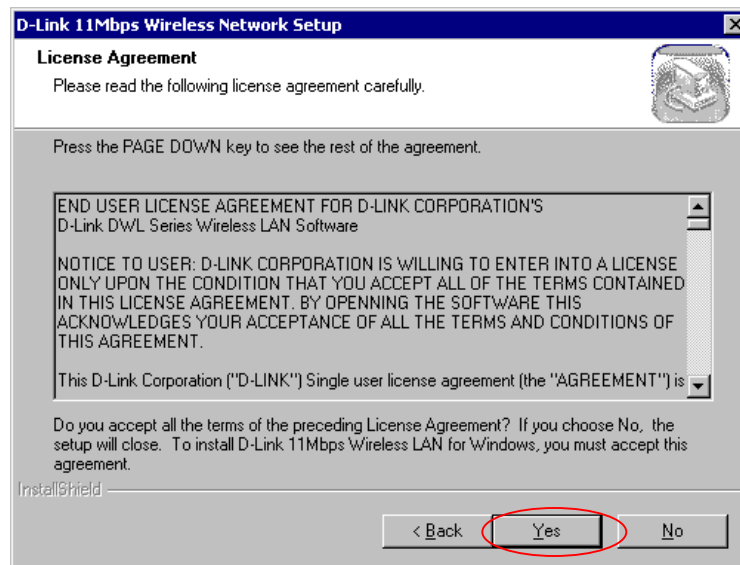 D-Link 11Mbps Wireless Network Setup
License Agreement
Please read the following license agreement carefully.
Press the PAGE DOWN key to see the rest of the agreement.
END USER LICENSE AGREEMENT FOR D-LINK CORPORATION'S
D-Link DWL Series Wireless LAN Software
NOTICE TO USER: D-LINK CORPORATION IS WILLING TO ENTER INTO A LICENSE
ONLY UPON THE CONDITION THAT YOU ACCEPT ALL OF THE TERMS CONTAINED
IN THIS LICENSE AGREEMENT. BY OPENNING THE SOFTWARE THIS
ACKNOWLEDGES YOUR ACCEPTANCE OF ALL THE TERMS AND CONDITIONS OF
THIS AGREEMENT.
This D-Link Corporation ("D-LINK") Single user license agreement (the "AGREEMENT") is
Do you accept all the terms of the preceding License Agreement? If you choose No, the
setup will close. To install D-Link 11Mbps Wireless LAN for Windows, you must accept this
agreement.
InstallShield
< Back Yes No